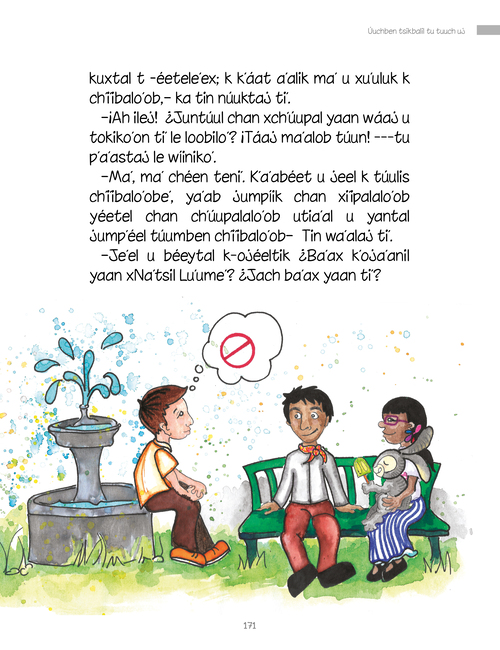 Úuchben tsikbalil tu tuuch uj
kuxtal t -éetele'ex; k k'áat a'alik ma' u xu'uluk k
chíibalo'ob,- ka tin núuktaj ti'.
-¡Ah ilej! ¿Juntúul chan xch'úupal yaan wáaj u
tokiko'on ti' le loobilo'? ¡Táaj ma'alob túun! ---tu
p'a'astaj le wíiniko'.
-Ma', ma' chéen teni'. K'a'abéet u jeel k túulis
chíibalo'obe', ya'ab jumpíik chan xiipalalo'ob
yéetel chan ch'úupalalo'ob utia'al u yantal
jump'éel túumben chíibalo'ob- Tin wa'alaj ti'.
-Je'el u béeytal k-ojéeltik ¿Ba'ax k'oja'anil
yaan xNa'tsil Lu'ume'? ¿Jach ba'ax yaan ti'?
171